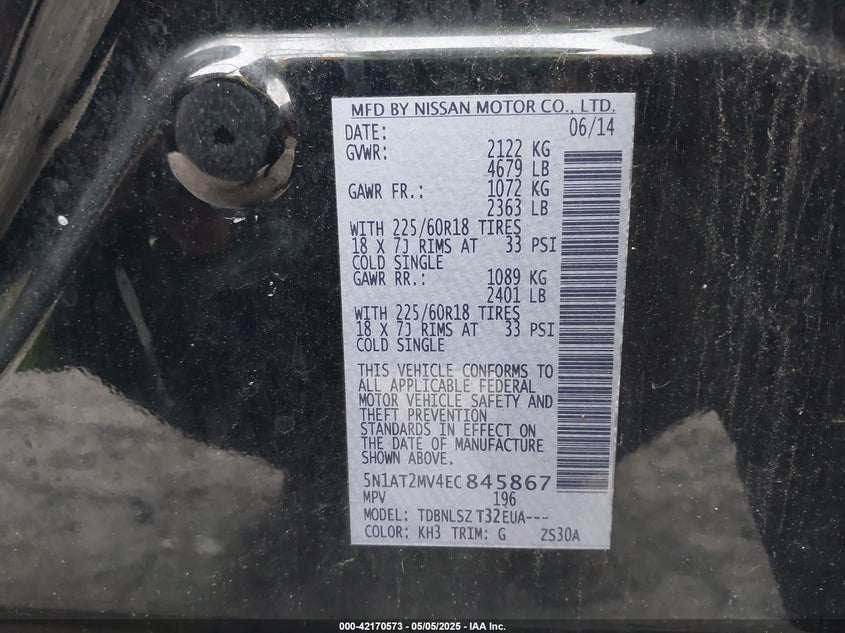 MFD BY NISSAN MOTOR CO., LTD.
DATE: 06/14
GVWR: 2122 KG
4679 LB
GAWR FR.: 1072 KG
2363 LB
WITH 225/60R18 TIRES
18 X 7J RIMS AT 33 PSI
COLD SINGLE
GAWR RR.: 1089 KG
2401 LB
WITH 225/60R18 TIRES
18 X 7J RIMS AT 33 PSI
COLD SINGLE
THIS VEHICLE CONFORMS TO
ALL APPLICABLE FEDERAL
MOTOR VEHICLE SAFETY AND
THEFT PREVENTION
STANDARDS IN EFFECT ON
THE DATE OF MANUFACTURE
SHOWN ABOVE.
5N1AT2MV4EC845867
MPV 196
MODEL: TDBNLSZ T32EUA---
COLOR: KH3 TRIM: G ZS30A
000-42170573 — 05/05/2025 - IAA Inc.